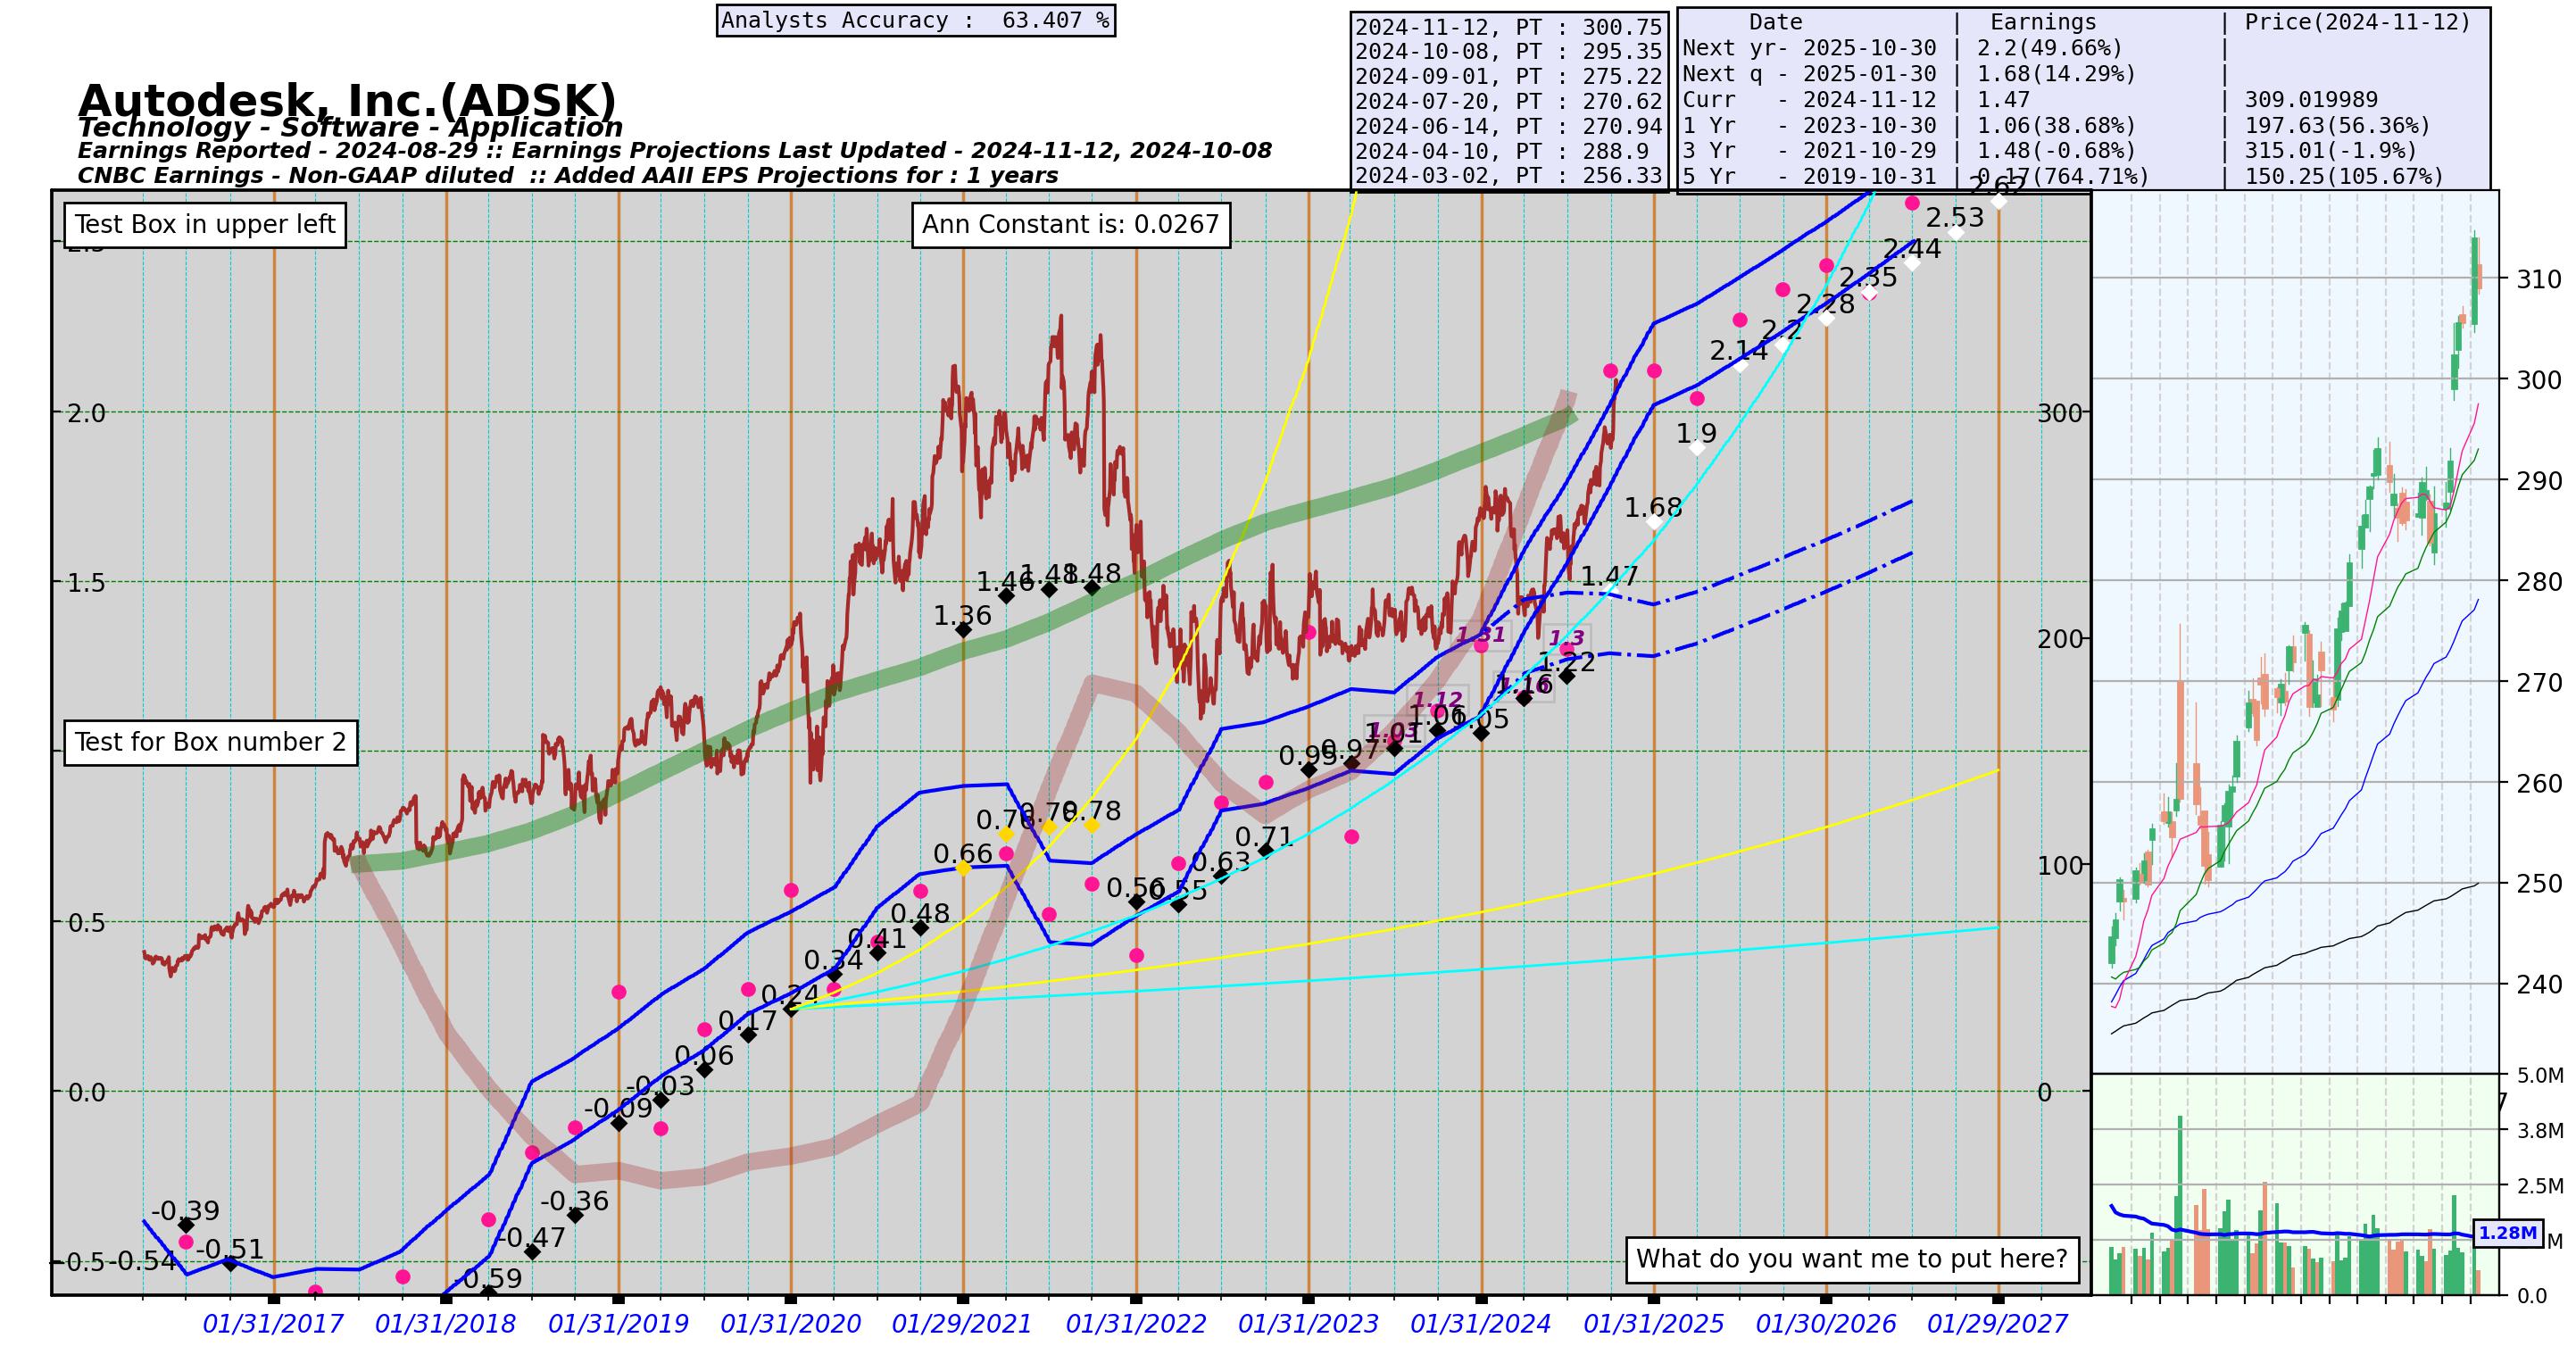 Analysts Accuracy :  63.407 %
2024-11-12, PT : 300.75
2024-10-08, PT : 295.35
2024-09-01, PT : 275.22
2024-07-20, PT : 270.62
2024-06-14, PT : 270.94
2024-04-10, PT : 288.9
2024-03-02, PT : 256.33
Date | Earnings | Price(2024-11-12)
Next yr- 2025-10-30 | 2.2(49.66%) |
Next q - 2025-01-30 | 1.68(14.29%) |
Curr - 2024-11-12 | 1.47 | 309.019989
1 Yr - 2023-10-30 | 1.06(38.68%) | 197.63(56.36%)
3 Yr - 2021-10-29 | 1.48(-0.68%) | 315.01(-1.9%)
5 Yr - 2019-10-31 | 0.17(764.71%) | 150.25(105.67%)
Autodesk, Inc.(ADSK)
Technology - Software - Application
Earnings Reported - 2024-08-29 :: Earnings Projections Last Updated - 2024-11-12, 2024-10-08
CNBC Earnings - Non-GAAP diluted :: Added AAII EPS Projections for : 1 years
Test Box in upper left
Ann Constant is: 0.0267
2.62
2.53
2.44
2.35
2.28
2.2
2.14
1.9
1.68
1.47
1.46
1.48
1.48
1.36
1.31
1.3
1.22
1.16
1.12
1.06
1.05
1.03
1.01
0.97
0.95
Test for Box number 2
0.78
0.78
0.66
0.71
0.63
0.56
0.55
0.48
0.41
0.34
0.24
0.17
0.06
-0.03
-0.09
-0.36
-0.39
-0.47
-0.51
-0.54
-0.59
2.0
1.5
0.5
0.0
-0.5
300
200
100
0
310
300
290
280
270
260
250
240
5.0M
3.8M
2.5M
1.28M
0.0
What do you want me to put here?
01/31/2017 01/31/2018 01/31/2019 01/31/2020 01/29/2021 01/31/2022 01/31/2023 01/31/2024 01/31/2025 01/30/2026 01/29/2027